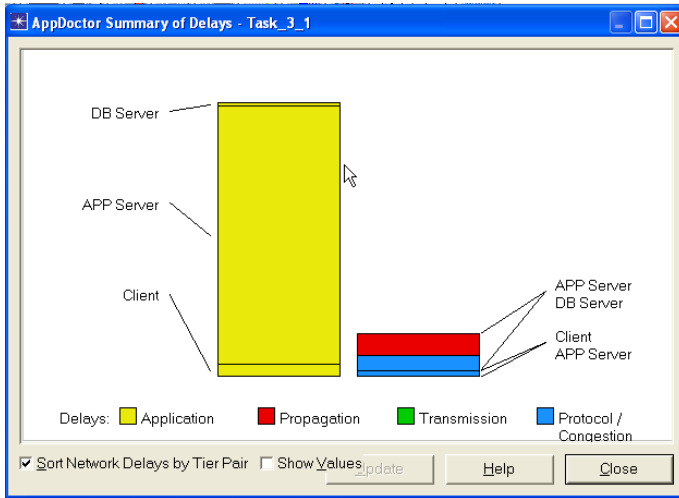 AppDoctor Summary of Delays - Task_3_1
DB Server
APP Server
Client
APP Server
DB Server
Client
APP Server
Delays:
Application
Propagation
Transmission
Protocol /
Congestion
Sort Network Delays by Tier Pair
Show Values
Update
Help
Close